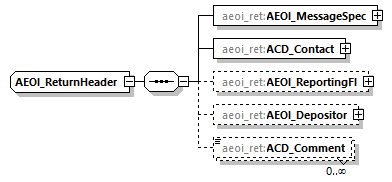 aeoi_ret:AEOI_MessageSpec
aeoi_ret:ACD_Contact
AEOI_ReturnHeader
aeoi_ret:AEOI_ReportingFI
aeoi_ret:AEOI_Depositor
aeoi_ret:ACD_Comment
0..∞